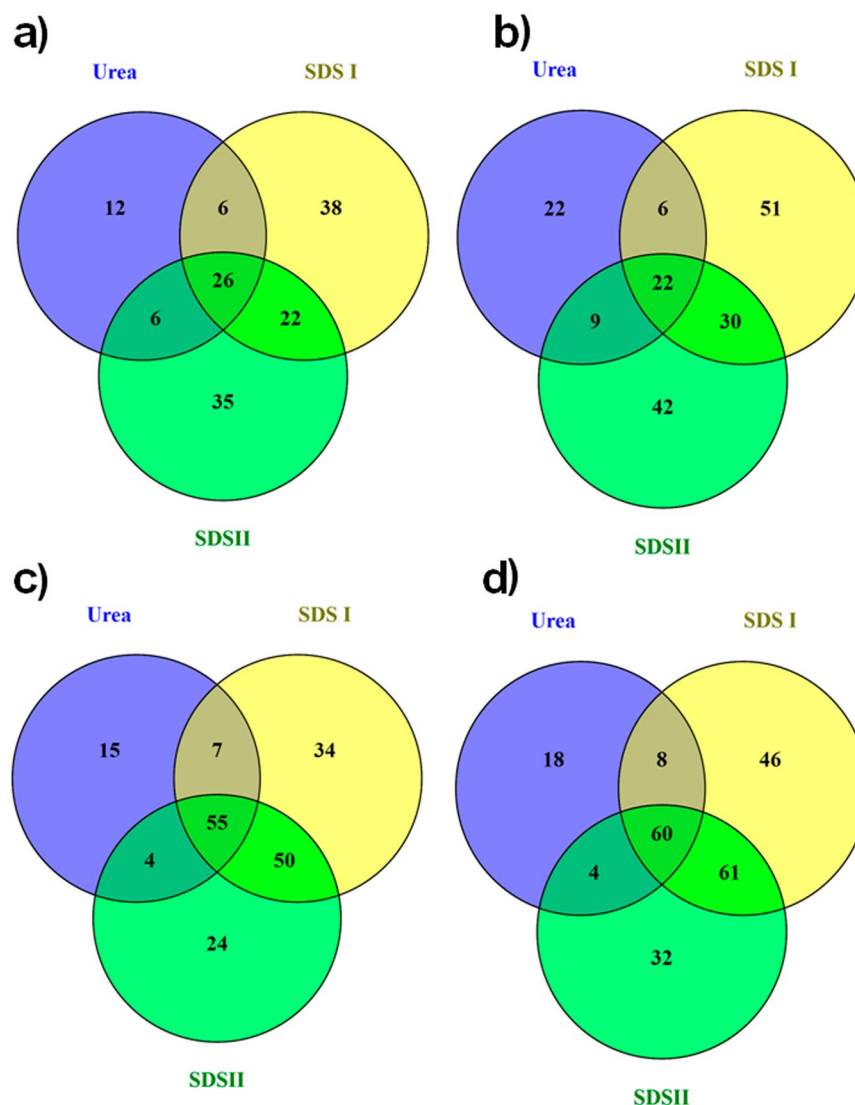 a)
Urea SDS I
12 6 38
26
6 22
35
SDSII
b)
Urea SDS I
22 6 51
22
9 30
42
SDSII
c)
Urea SDS I
15 7 34
55
4 50
24
SDSII
d)
Urea SDS I
18 8 46
60
4 61
32
SDSII